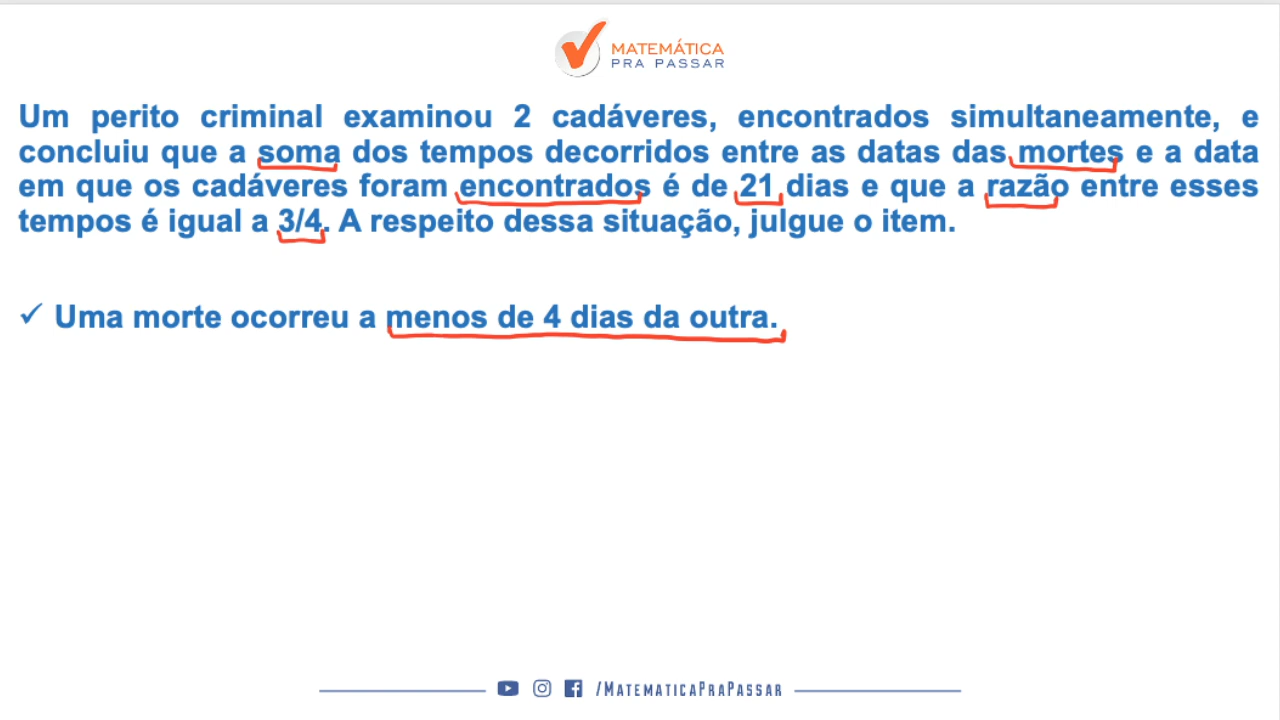 MATEMÁTICA
PRA PASSAR
Um perito criminal examinou 2 cadáveres, encontrados simultaneamente, e
concluiu que a soma dos tempos decorridos entre as datas das mortes e a data
em que os cadáveres foram encontrados é de 21 dias e que a razão entre esses
tempos é igual a 3/4. A respeito dessa situação, julgue o item.
✓ Uma morte ocorreu a menos de 4 dias da outra.
/MATEMATICAPRAPASSAR